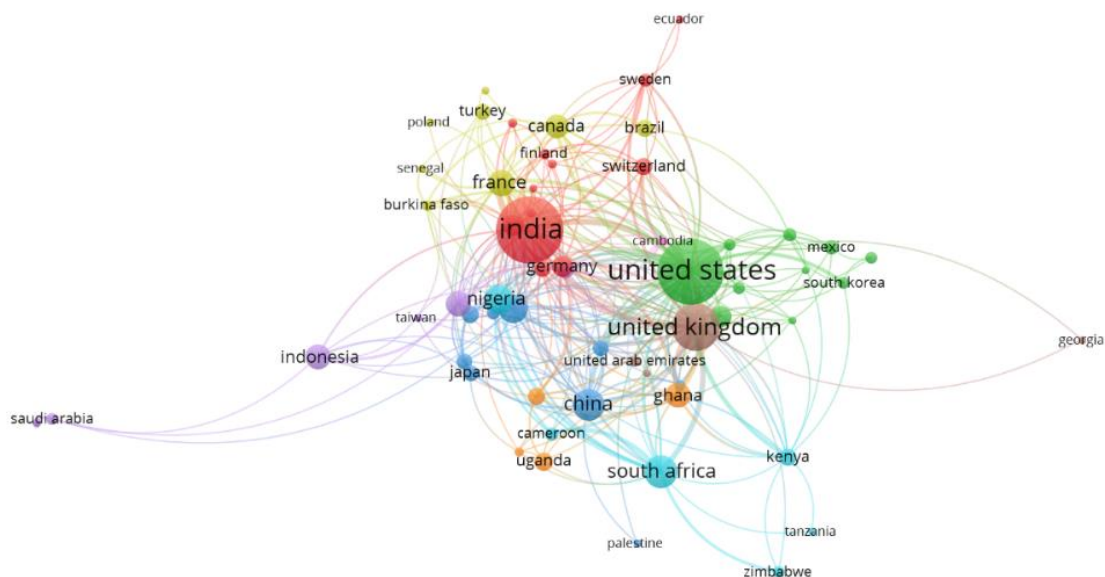 ecuador
sweden
turkey
poland
canada
brazil
finland
switzerland
senegal
france
burkina faso
india
cambodia
mexico
germany
united states
south korea
nigeria
taiwan
united kingdom
georgia
indonesia
united arab emirates
japan
ghana
china
saudi arabia
cameroon
uganda
kenya
south africa
tanzania
palestine
zimbabwe